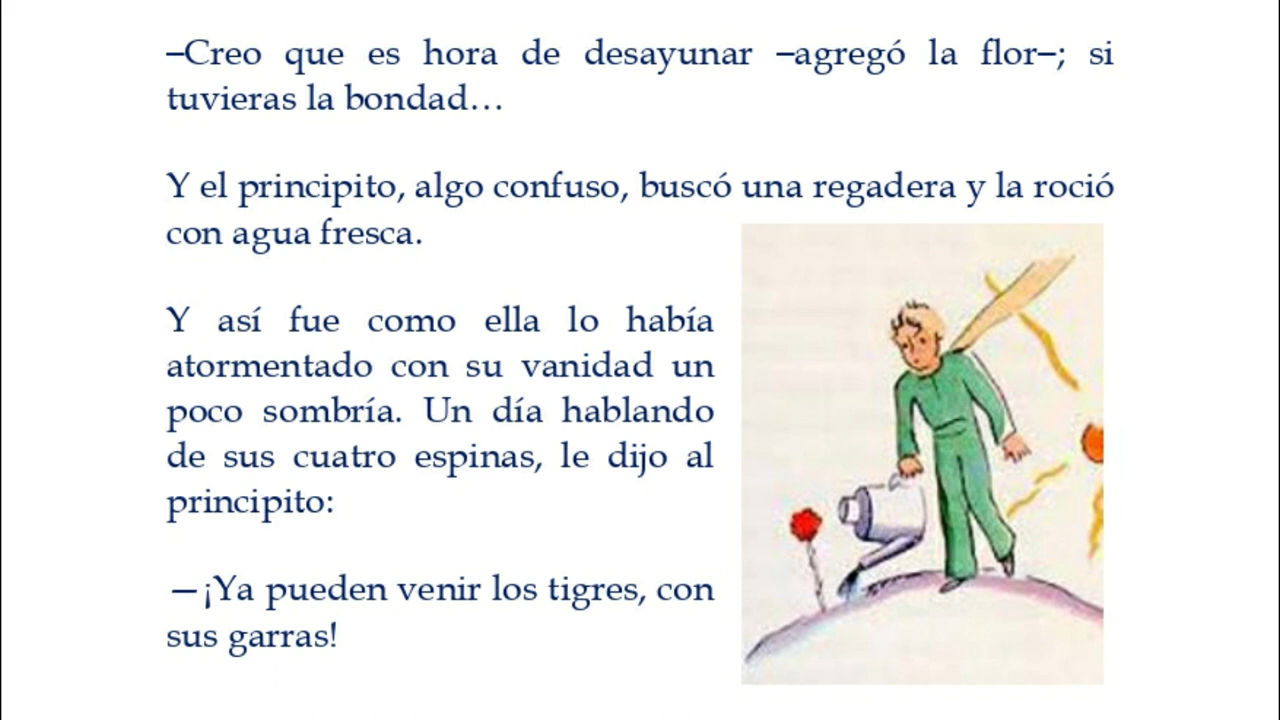 –Creo que es hora de desayunar –agregó la flor–; si
tuvieras la bondad…
Y el principito, algo confuso, buscó una regadera y la roció
con agua fresca.
Y así fue como ella lo había
atormentado con su vanidad un
poco sombría. Un día hablando
de sus cuatro espinas, le dijo al
principito:
—¡Ya pueden venir los tigres, con
sus garras!